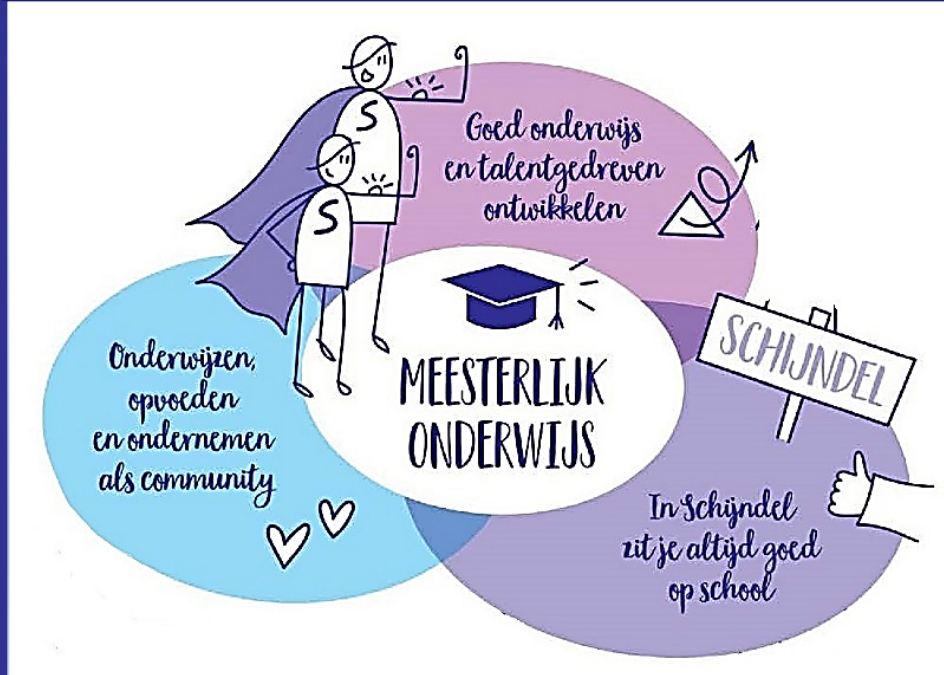 S
S
Goed onderwijs
en talentgedreven
ontwikkelen
Onderwijzen,
opvoeden
en ondernemen
als community
MEESTERLIJK
ONDERWIJS
SCHIJNDEL
In Schijndel
zit je altijd goed
op school